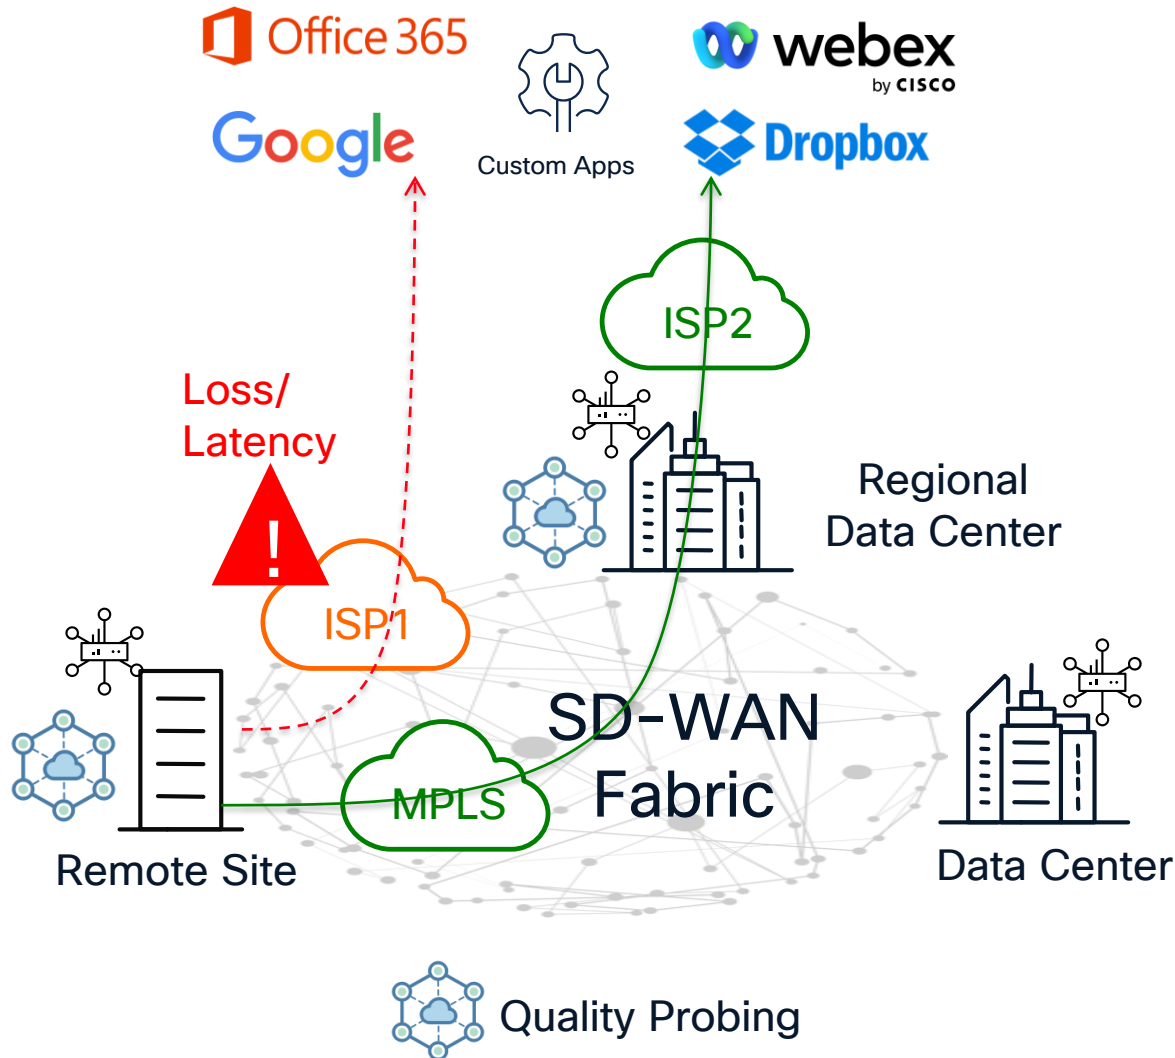 Office 365
webex
by CISCO
Google
Custom Apps
Dropbox
ISP2
Loss/
Latency
!
Regional
Data Center
ISP1
SD-WAN
Fabric
MPLS
Remote Site
Data Center
Quality Probing